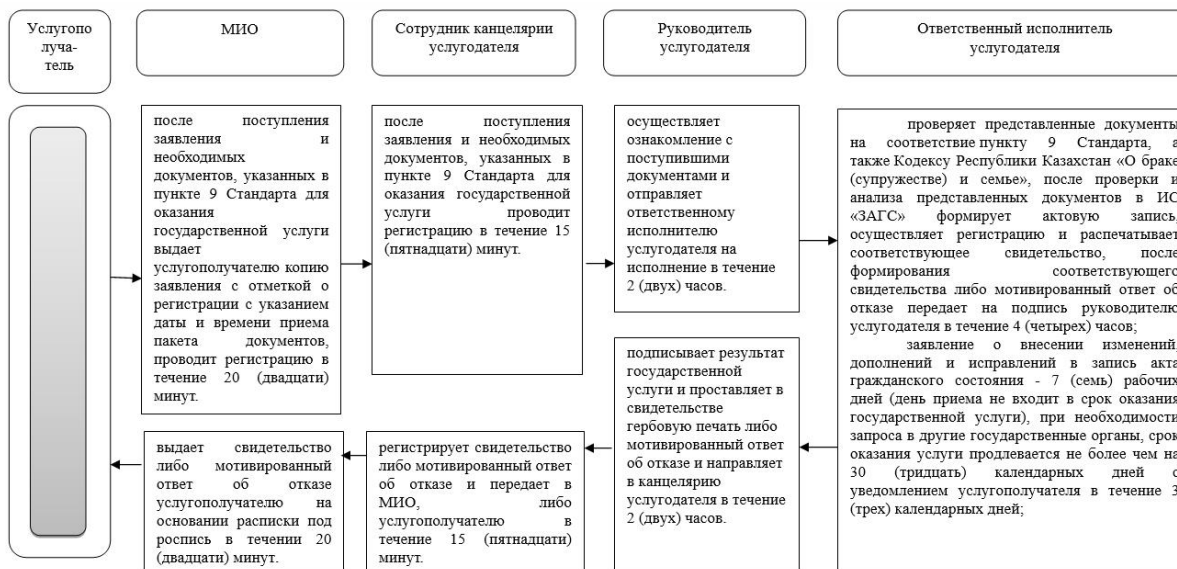 Услугопо
луча-
тель
МИО
Сотрудник канцелярии
услугодателя
Руководитель
услугодателя
Ответственный исполнитель
услугодателя
после поступления
заявления и
необходимых
документов, указанных в
пункте 9 Стандарта для
оказания
государственной услуги
выдает
услугополучателю копию
заявления с отметкой о
регистрации с указанием
даты и времени приема
пакета документов,
проводит регистрацию в
течение 20 (двадцати)
минут.
после поступления
заявления и необходимых
документов, указанных в
пункте 9 Стандарта для
оказания государственной
услуги проводит
регистрацию в течение 15
(пятнадцати) минут.
осуществляет
ознакомление с
поступившими
документами и
отправляет
ответственному
исполнителю
услугодателя на
исполнение в течение
2 (двух) часов.
проверяет представленные документы
на соответствие пункту 9 Стандарта, а
также Кодексу Республики Казахстан «О браке
(супружестве) и семье», после проверки и
анализа представленных документов в ИС
«ЗАГС» формирует актовую запись,
осуществляет регистрацию и распечатывает
соответствующее свидетельство, после
формирования соответствующего
свидетельства либо мотивированный ответ об
отказе передает на подпись руководителю
услугодателя в течение 4 (четырех) часов;
заявление о внесении изменений,
дополнений и исправлений в запись акта
гражданского состояния - 7 (семь) рабочих
дней (день приема не входит в срок оказания
государственной услуги), при необходимости
запроса в другие государственные органы, срок
оказания услуги продлевается не более чем на
30 (тридцать) календарных дней с
уведомлением услугополучателя в течение 3
(трех) календарных дней;
подписывает результат
государственной
услуги и проставляет в
свидетельстве
гербовую печать либо
мотивированный ответ
об отказе и направляет
в канцелярию
услугодателя в течение
2 (двух) часов.
регистрирует свидетельство
либо мотивированный ответ
об отказе и передает в
МИО, либо
услугополучателю в
течение 15 (пятнадцати)
минут.
выдает свидетельство
либо мотивированный
ответ об отказе
услугополучателю на
основании расписки под
роспись в течении 20
(двадцати) минут.